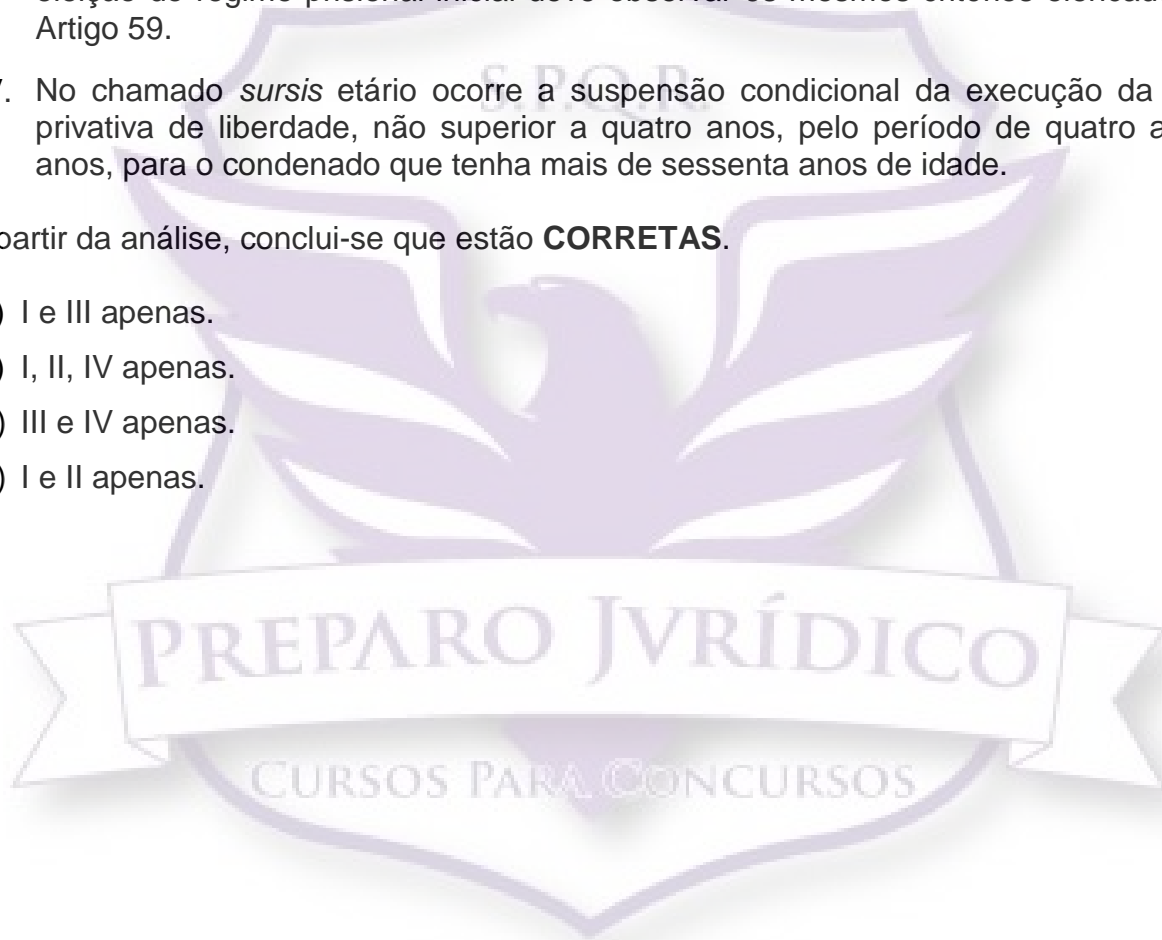 Artigo 59.
No chamado sursis etário ocorre a suspensão condicional da execução da
privativa de liberdade, não superior a quatro anos, pelo período de quatro a
anos, para o condenado que tenha mais de sessenta anos de idade.
partir da análise, conclui-se que estão CORRETAS.
) I e III apenas.
) I, II, IV apenas.
) III e IV apenas.
) I e II apenas.
S.P.Q.R.
PREPARO JVRÍDICO
CURSOS PARA CONCURSOS